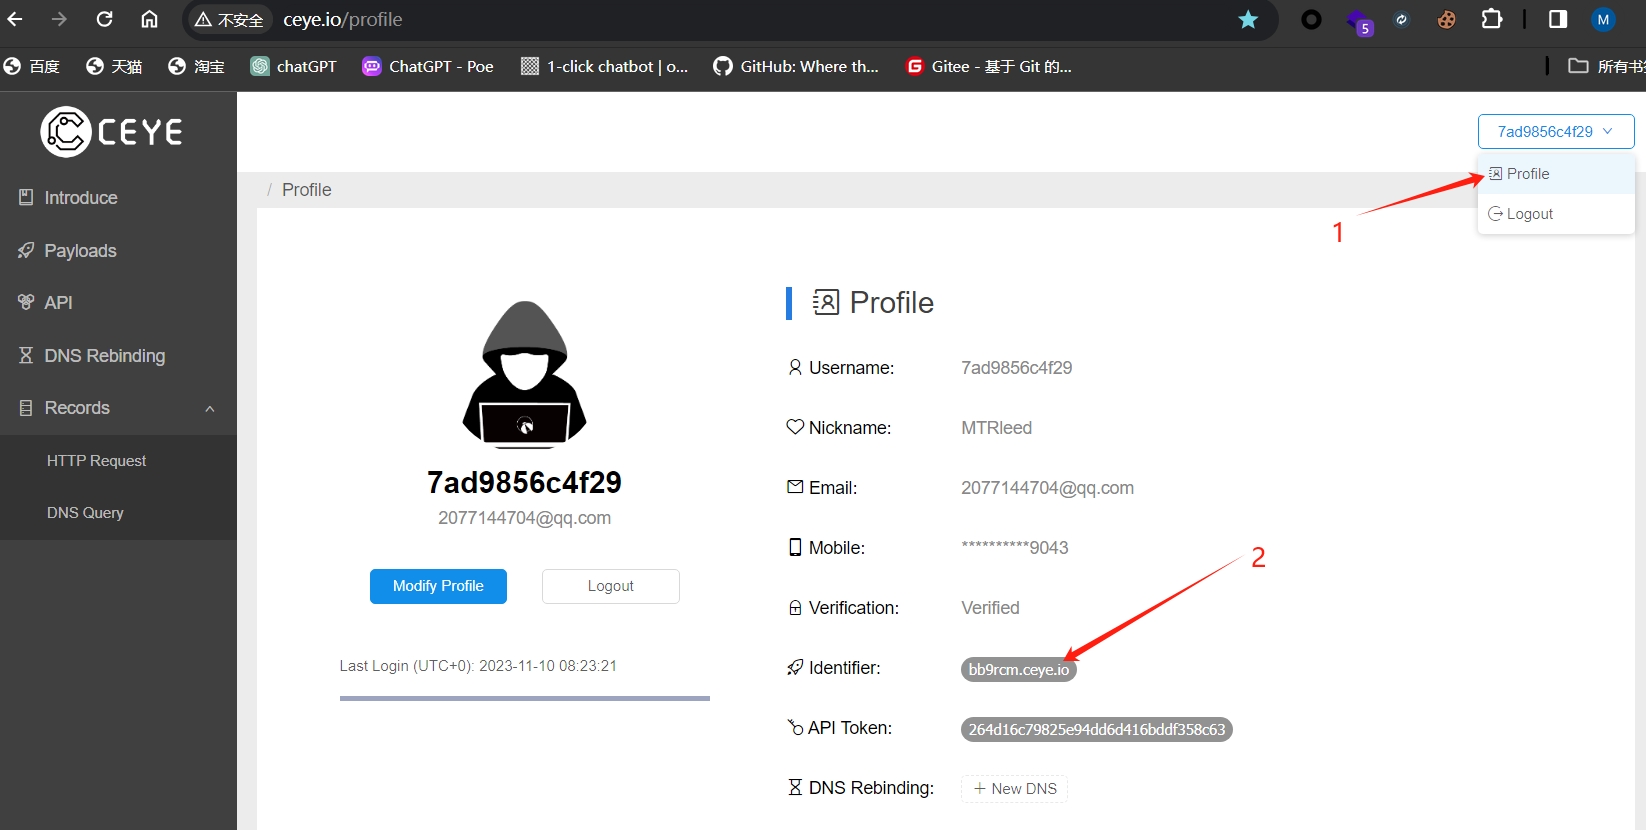 不安全 ceye.io/profile
5
M
百度 天猫 淘宝 chatGPT ChatGPT - Poe 1-click chatbot | o... GitHub: Where th... Gitee - 基于 Git 的... 所有书
CEYE
7ad9856c4f29
Introduce
/ Profile
Profile
Logout
1
Payloads
API
DNS Rebinding
Records
HTTP Request
DNS Query
7ad9856c4f29
2077144704@qq.com
Modify Profile Logout
Last Login (UTC+0): 2023-11-10 08:23:21
Profile
Username: 7ad9856c4f29
Nickname: MTRleed
Email: 2077144704@qq.com
Mobile: **********9043
2
Verification: Verified
Identifier: bb9rcm.ceye.io
API Token: 264d16c79825e94dd6d416bddf358c63
DNS Rebinding: + New DNS